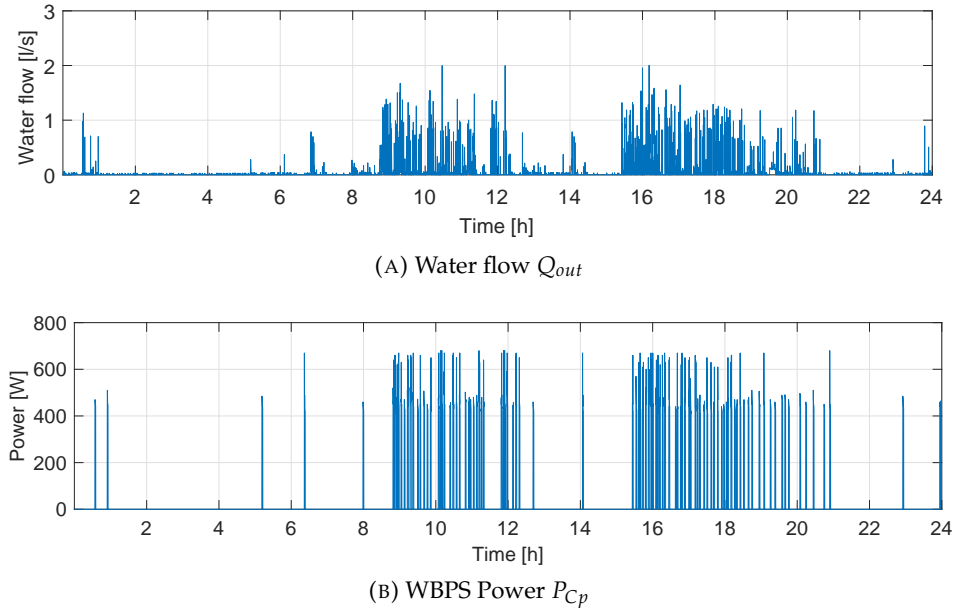 3
2
1
0
Water flow [l/s]
2 4 6 8 10 12 14 16 18 20 22 24
Time [h]
(A) Water flow Qout
800
600
400
200
0
Power [W]
2 4 6 8 10 12 14 16 18 20 22 24
Time [h]
(B) WBPS Power PCp